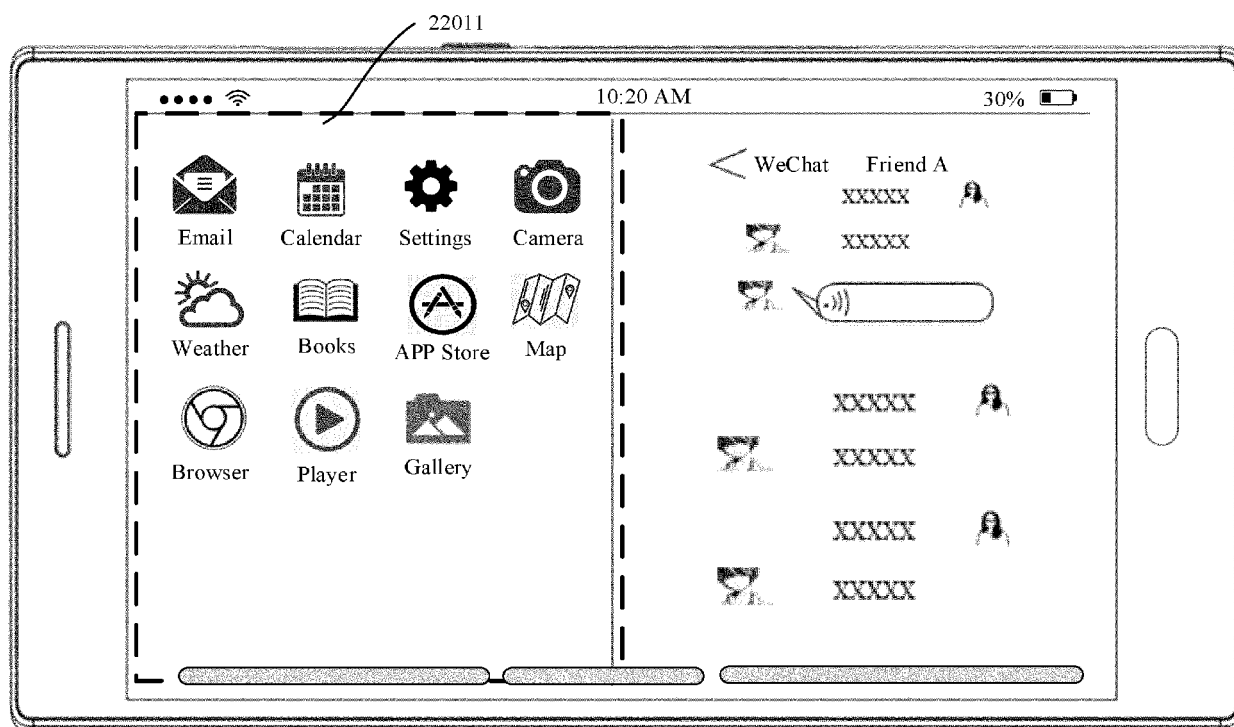 22011
10:20 AM 30%
WeChat Friend A
XXXXX
XXXXX
Email Calendar Settings Camera
Weather Books APP Store Map
XXXXX
XXXXX
Browser Player Gallery
XXXXX
XXXXX